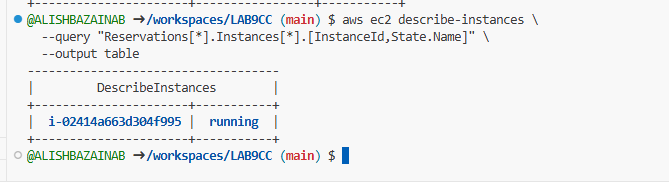 +--------------------+---------------+---------------+-----------+
@ALISHBAZAINAB ➜/workspaces/LAB9CC (main) $ aws ec2 describe-instances \
  --query "Reservations[*].Instances[*].[InstanceId,State.Name]" \
  --output table
-------------------------------------
|         DescribeInstances         |
+----------------------+------------+
|  i-02414a663d304f995 |  running   |
+----------------------+------------+
@ALISHBAZAINAB ➜/workspaces/LAB9CC (main) $